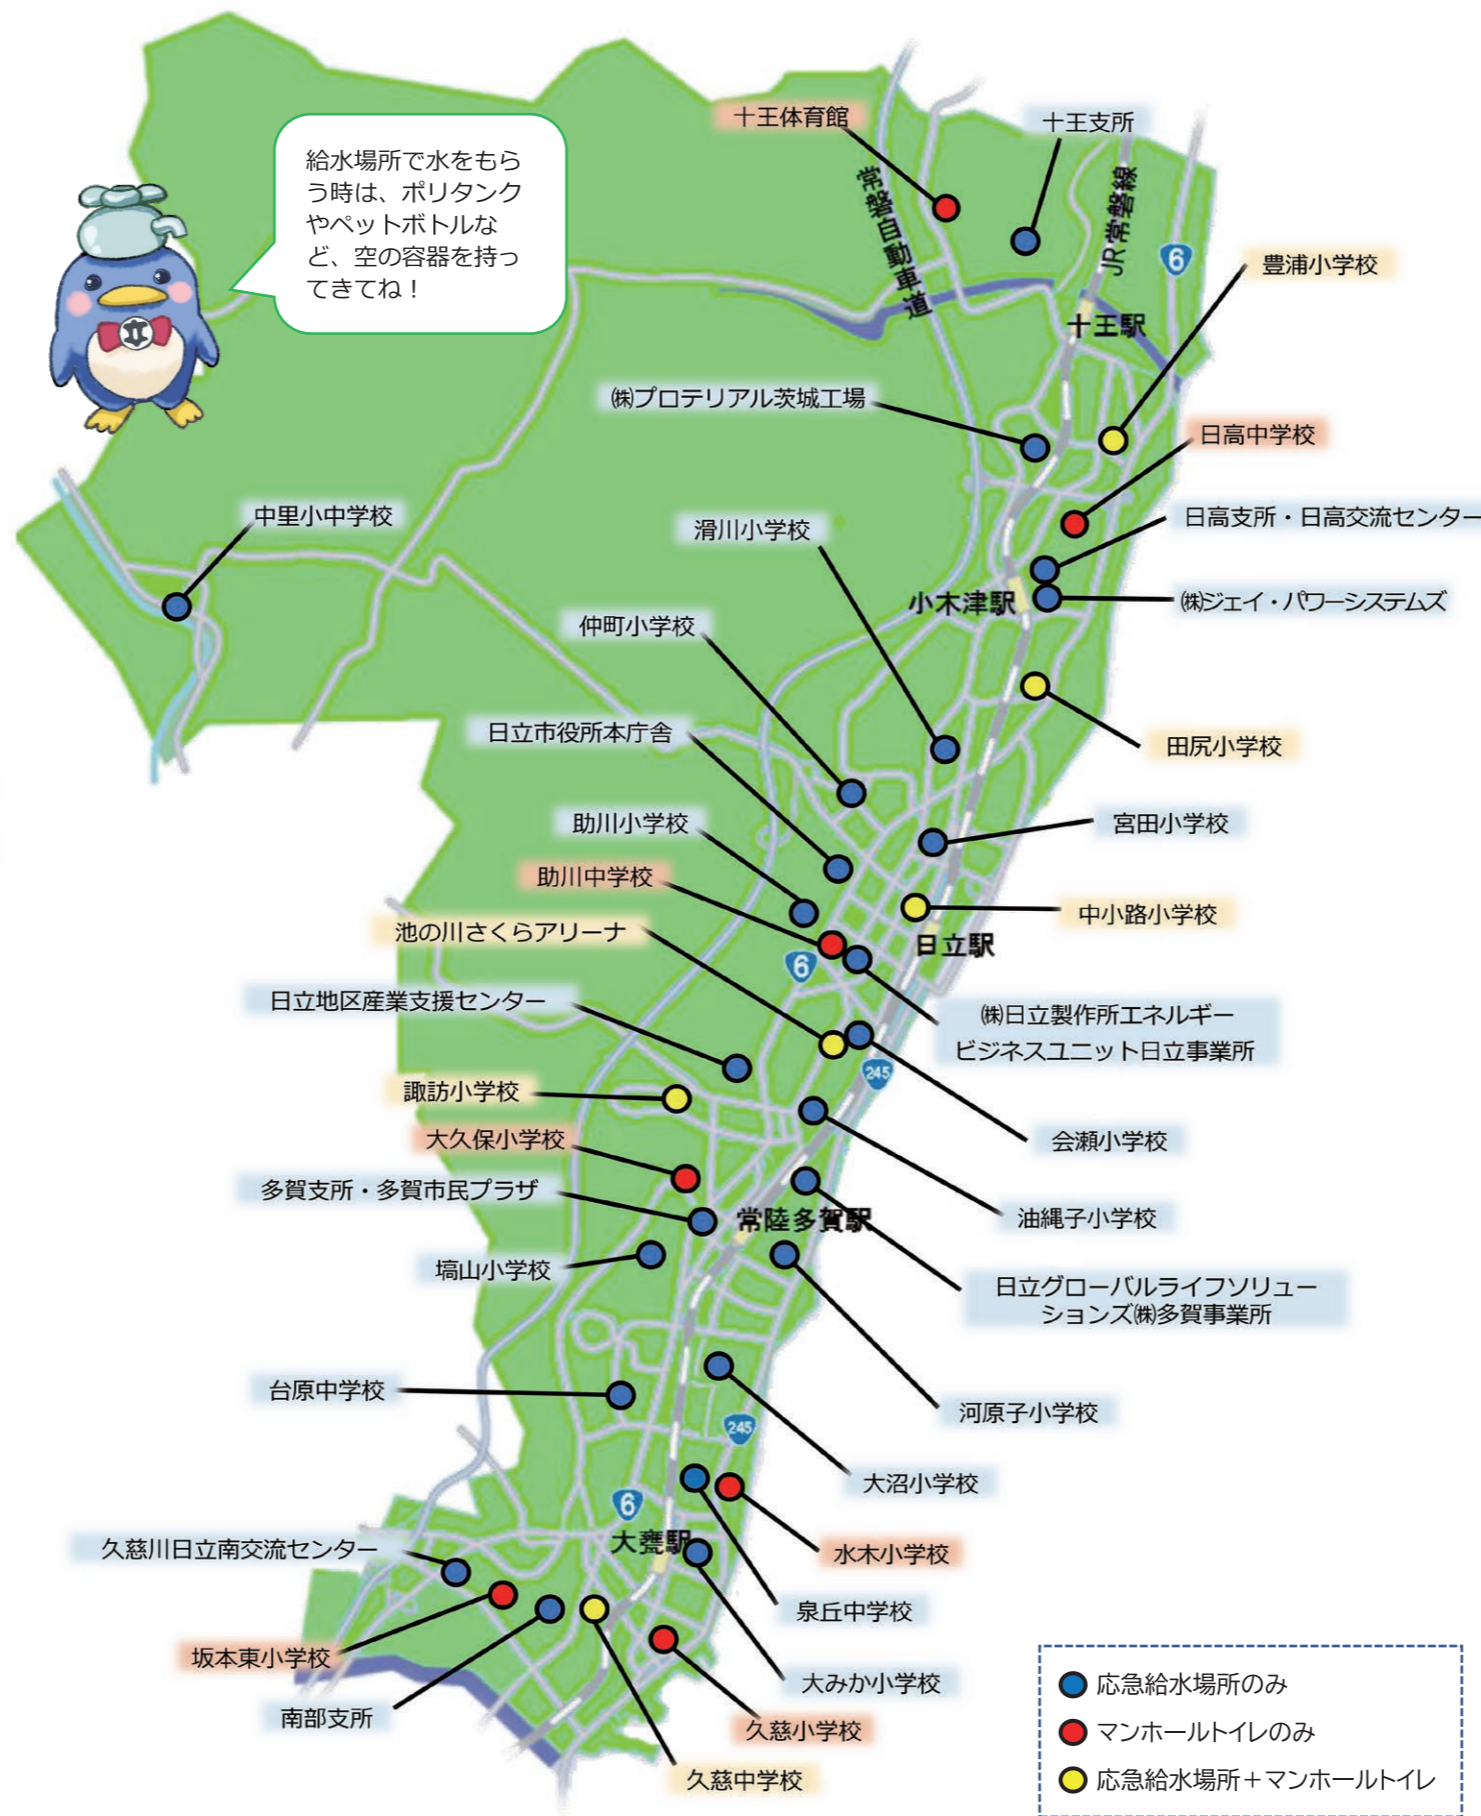 給水場所で水をもら
う時は、ポリタンク
やペットボトルな
ど、空の容器を持っ
てきてね！
十王体育館
十王支所
常磐自動車道
JR常磐線
6
豊浦小学校
十王駅
㈱プロテリアル茨城工場
日高中学校
中里小中学校
滑川小学校
日高支所・日高交流センター
小木津駅
㈱ジェイ・パワーシステムズ
仲町小学校
日立市役所本庁舎
田尻小学校
助川小学校
宮田小学校
助川中学校
中小路小学校
池の川さくらアリーナ
日立駅
6
日立地区産業支援センター
㈱日立製作所エネルギー
ビジネスユニット日立事業所
245
諏訪小学校
大久保小学校
会瀬小学校
多賀支所・多賀市民プラザ
常陸多賀駅
油縄子小学校
塙山小学校
日立グローバルライフソリュー
ションズ㈱多賀事業所
台原中学校
河原子小学校
245
大沼小学校
6
大甕駅
久慈川日立南交流センター
水木小学校
泉丘中学校
坂本東小学校
大みか小学校
南部支所
久慈小学校
久慈中学校
応急給水場所のみ
マンホールトイレのみ
応急給水場所＋マンホールトイレ
立